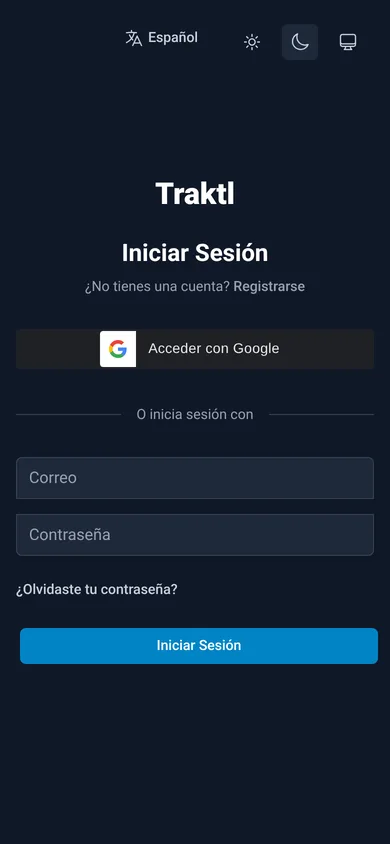 Español
Traktl
Iniciar Sesión
¿No tienes una cuenta? Registrarse
Acceder con Google
O inicia sesión con
Correo
Contraseña
¿Olvidaste tu contraseña?
Iniciar Sesión